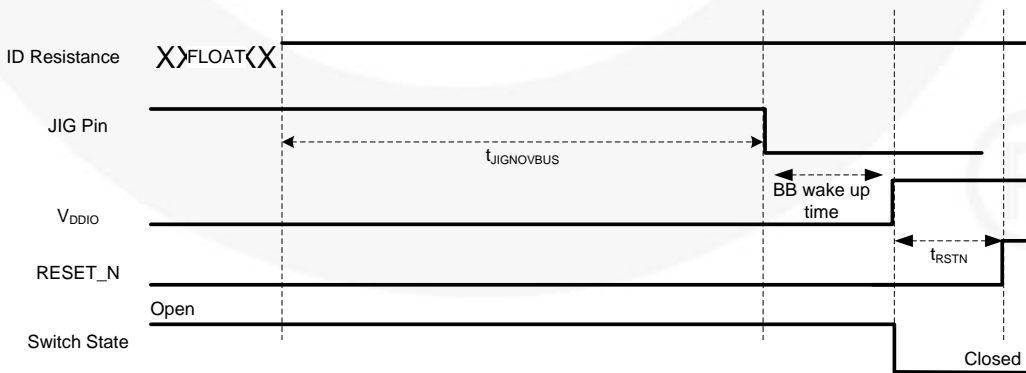 ID Resistance
X FLOAT X
JIG Pin
tJIGNOVBUS
BB wake up
time
VDDIO
tRSTN
RESET_N
Open
Switch State
Closed